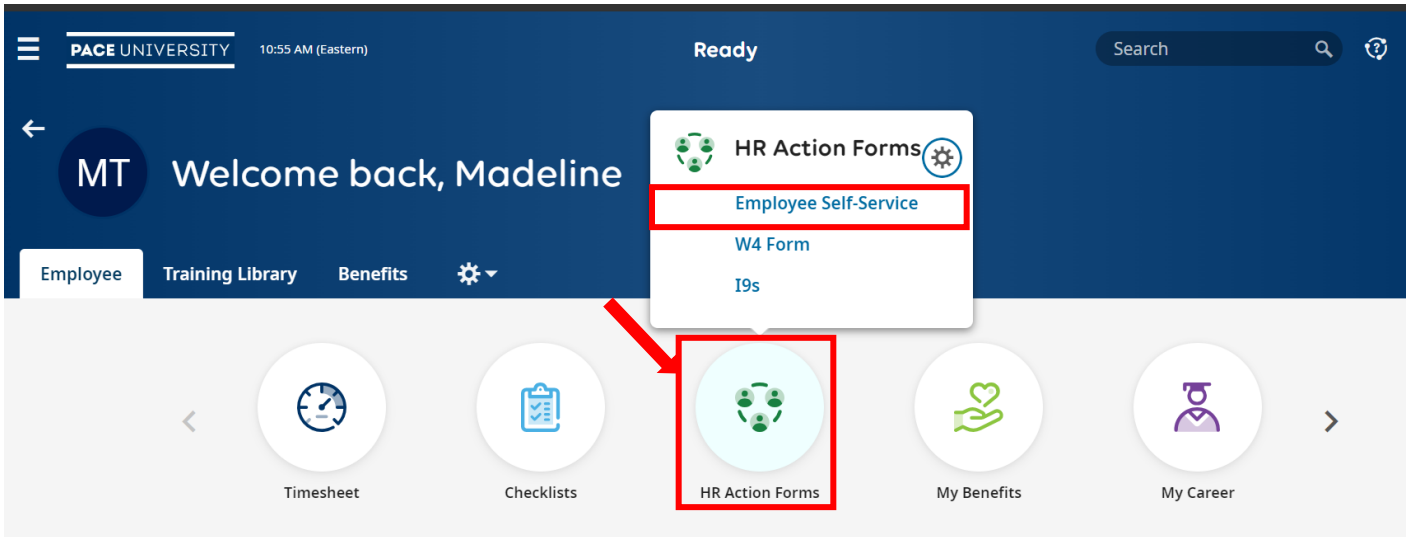 PACE UNIVERSITY
10:55 AM (Eastern)
Ready
Search
MT
Welcome back, Madeline
HR Action Forms
Employee Self-Service
W4 Form
I9s
Employee
Training Library
Benefits
Timesheet
Checklists
HR Action Forms
My Benefits
My Career